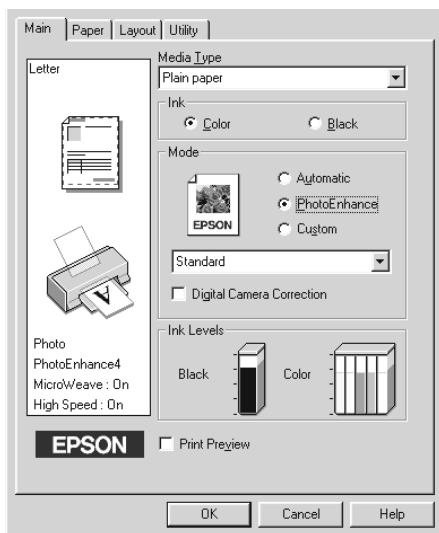 Main Paper Layout Utility
Letter
Media Type
Plain paper
Ink
Color Black
Mode
EPSON
Automatic
PhotoEnhance
Custom
Standard
Digital Camera Correction
Ink Levels
Black Color
A
Photo
PhotoEnhance4
MicroWeave : On
High Speed : On
EPSON
Print Preview
OK Cancel Help